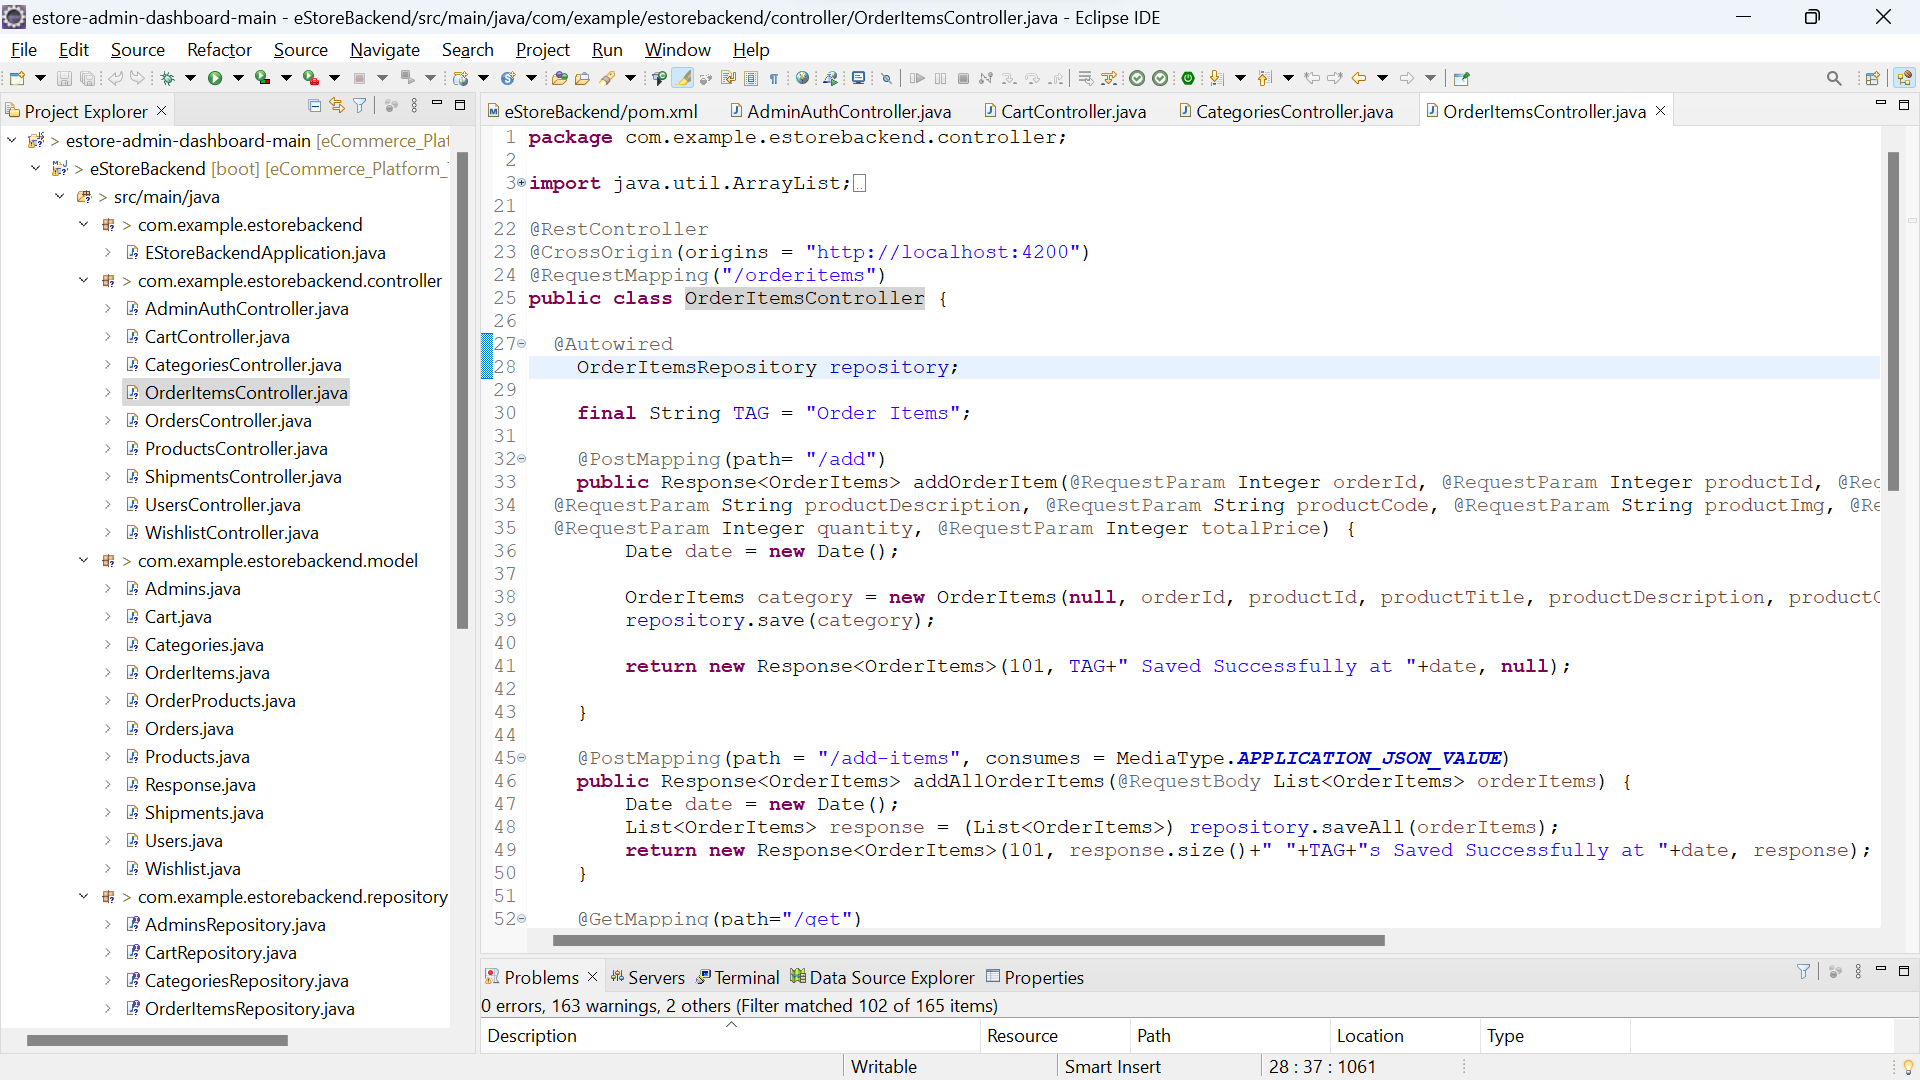 estore-admin-dashboard-main - eStoreBackend/src/main/java/com/example/estorebackend/controller/OrderItemsController.java - Eclipse IDE
File Edit Source Refactor Source Navigate Search Project Run Window Help
Project Explorer
> estore-admin-dashboard-main [eCommerce_Plat
> eStoreBackend [boot] [eCommerce_Platform_
> src/main/java
> com.example.estorebackend
EStoreBackendApplication.java
> com.example.estorebackend.controller
AdminAuthController.java
CartController.java
CategoriesController.java
OrderItemsController.java
OrdersController.java
ProductsController.java
ShipmentsController.java
UsersController.java
WishlistController.java
> com.example.estorebackend.model
Admins.java
Cart.java
Categories.java
OrderItems.java
OrderProducts.java
Orders.java
Products.java
Response.java
Shipments.java
Users.java
Wishlist.java
> com.example.estorebackend.repository
AdminsRepository.java
CartRepository.java
CategoriesRepository.java
OrderItemsRepository.java
eStoreBackend/pom.xml AdminAuthController.java CartController.java CategoriesController.java OrderItemsController.java
1 package com.example.estorebackend.controller;
2
3 import java.util.ArrayList;
21
22 @RestController
23 @CrossOrigin(origins = "http://localhost:4200")
24 @RequestMapping("/orderitems")
25 public class OrderItemsController {
26
27 @Autowired
28 OrderItemsRepository repository;
29
30 final String TAG = "Order Items";
31
32 @PostMapping(path= "/add")
33 public Response<OrderItems> addOrderItem(@RequestParam Integer orderId, @RequestParam Integer productId, @Rec
34 @RequestParam String productDescription, @RequestParam String productCode, @RequestParam String productImg, @Re
35 @RequestParam Integer quantity, @RequestParam Integer totalPrice) {
36 Date date = new Date();
37
38 OrderItems category = new OrderItems(null, orderId, productId, productTitle, productDescription, productC
39 repository.save(category);
40
41 return new Response<OrderItems>(101, TAG+" Saved Successfully at "+date, null);
42
43 }
44
45 @PostMapping(path = "/add-items", consumes = MediaType.APPLICATION_JSON_VALUE)
46 public Response<OrderItems> addAllOrderItems(@RequestBody List<OrderItems> orderItems) {
47 Date date = new Date();
48 List<OrderItems> response = (List<OrderItems>) repository.saveAll(orderItems);
49 return new Response<OrderItems>(101, response.size()+" "+TAG+"s Saved Successfully at "+date, response);
50 }
51
52 @GetMapping(path="/get")
Problems Servers Terminal Data Source Explorer Properties
0 errors, 163 warnings, 2 others (Filter matched 102 of 165 items)
Description Resource Path Location Type
Writable Smart Insert 28 : 37 : 1061